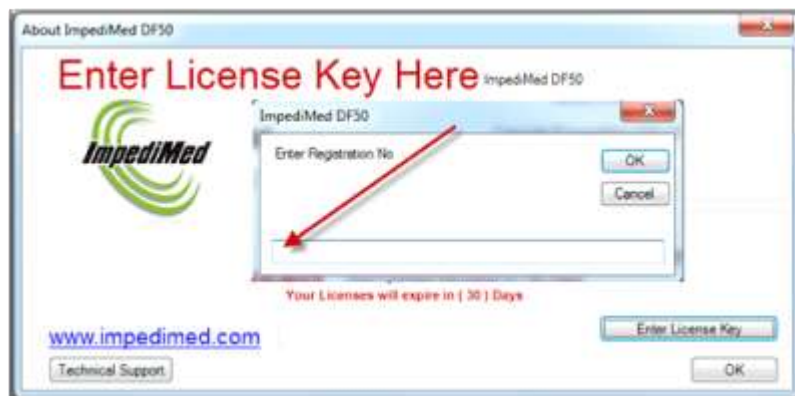 About ImpediMed DF50
Enter License Key Here
ImpediMed DF50
ImpediMed
ImpediMed DF50
Enter Registration No
OK
Cancel
Your Licenses will expire in ( 30 ) Days
www.impedimed.com
Enter License Key
Technical Support
OK